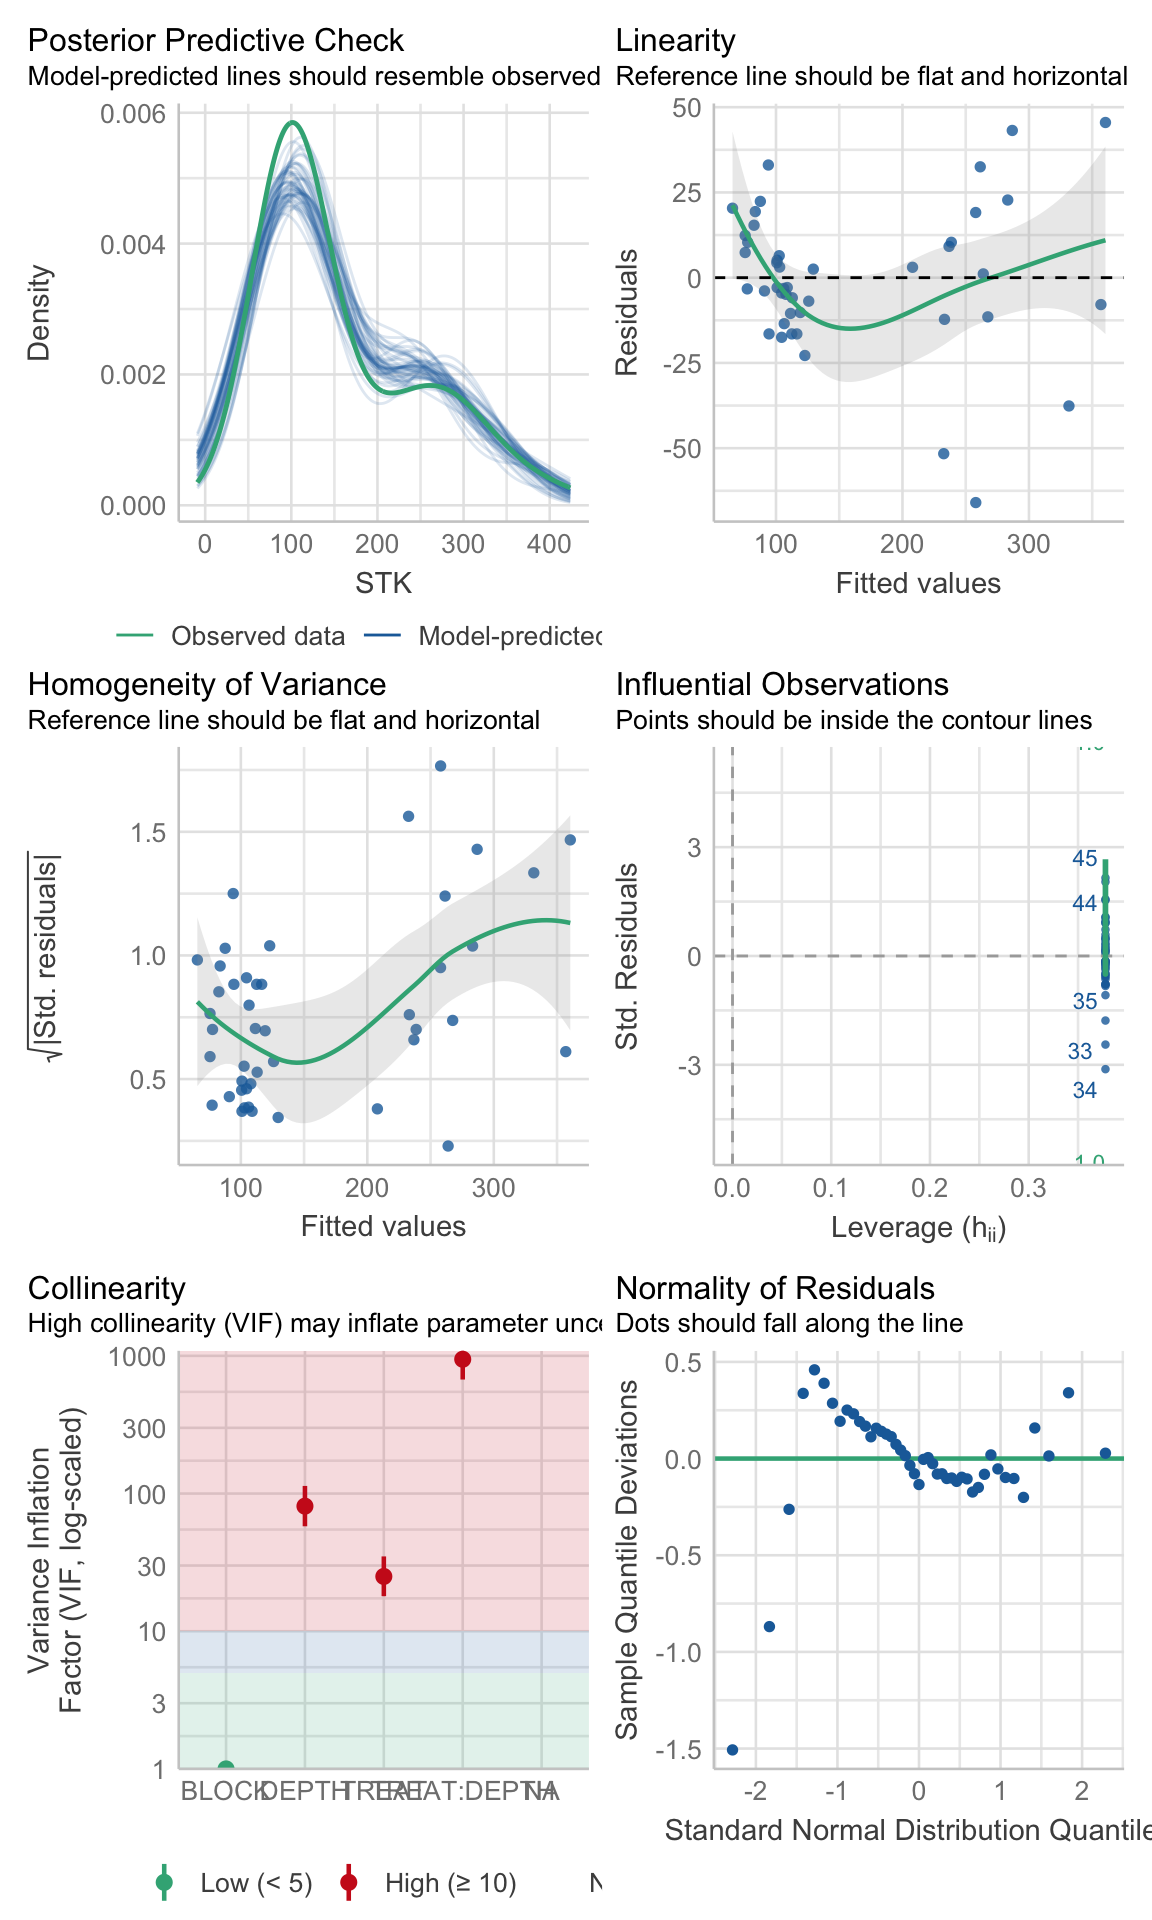 Posterior Predictive Check
Model-predicted lines should resemble observed
0.006
0.004
0.002
0.000
Density
0 100 200 300 400
STK
Observed data Model-predicted
Linearity
Reference line should be flat and horizontal
50
25
0
-25
-50
Residuals
100 200 300
Fitted values
Homogeneity of Variance
Reference line should be flat and horizontal
1.5
1.0
0.5
√|Std. residuals|
100 200 300
Fitted values
Influential Observations
Points should be inside the contour lines
3
0
-3
Std. Residuals
45
44
35
33
34
1.0
0.0 0.1 0.2 0.3
Leverage (hii)
Collinearity
High collinearity (VIF) may inflate parameter unce
1000
300
100
30
10
3
1
Variance Inflation
Factor (VIF, log-scaled)
BLOCK DEPTH TREAT TREAT:DEPTH NA
Low (< 5) High (≥ 10) N
Normality of Residuals
Dots should fall along the line
0.5
0.0
-0.5
-1.0
-1.5
Sample Quantile Deviations
-2 -1 0 1 2
Standard Normal Distribution Quantile